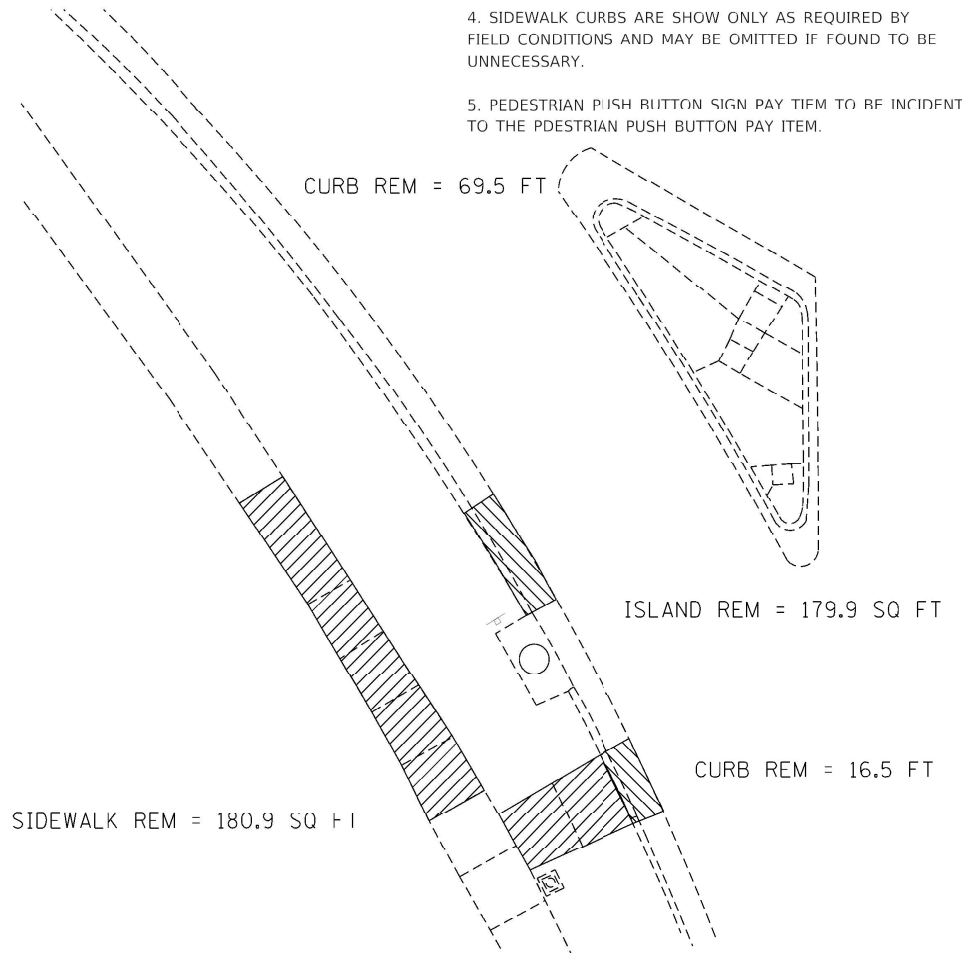 4. SIDEWALK CURBS ARE SHOW ONLY AS REQUIRED BY
FIELD CONDITIONS AND MAY BE OMITTED IF FOUND TO BE
UNNECESSARY.
5. PEDESTRIAN PUSH BUTTON SIGN PAY TIEM TO BE INCIDENT
TO THE PDESTRIAN PUSH BUTTON PAY ITEM.
CURB REM = 69.5 FT
ISLAND REM = 179.9 SQ FT
CURB REM = 16.5 FT
SIDEWALK REM = 180.9 SQ FT